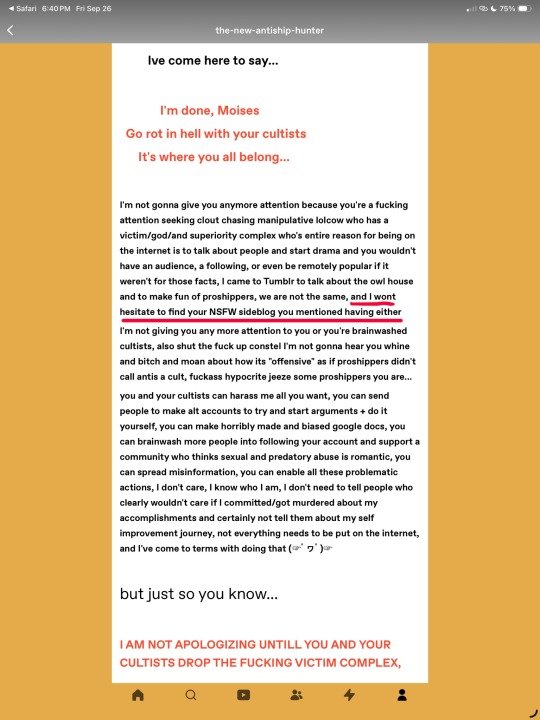 Safari 6:40 PM Fri Sep 26 75%
the-new-antiship-hunter
Ive come here to say...
I'm done, Moises
Go rot in hell with your cultists
It's where you all belong...
I'm not gonna give you anymore attention because you're a fucking
attention seeking clout chasing manipulative lolcow who has a
victim/god/and superiority complex who's entire reason for being on
the internet is to talk about people and start drama and you wouldn't
have an audience, a following, or even be remotely popular if it
weren't for those facts, I came to Tumblr to talk about the owl house
and to make fun of proshippers, we are not the same, and I wont
hesitate to find your NSFW sideblog you mentioned having either
I'm not giving you any more attention to you or you're brainwashed
cultists, also shut the fuck up constel I'm not gonna hear you whine
and bitch and moan about how its "offensive" as if proshippers didn't
call antis a cult, fuckass hypocrite jeeze some proshippers you are...
you and your cultists can harass me all you want, you can send
people to make alt accounts to try and start arguments + do it
yourself, you can make horribly made and biased google docs, you
can brainwash more people into following your account and support a
community who thinks sexual and predatory abuse is romantic, you
can spread misinformation, you can enable all these problematic
actions, I don't care, I know who I am, I don't need to tell people who
clearly wouldn't care if I committed/got murdered about my
accomplishments and certainly not tell them about my self
improvement journey, not everything needs to be put on the internet,
and I've come to terms with doing that (☞ﾟヮﾟ)☞
but just so you know...
I AM NOT APOLOGIZING UNTILL YOU AND YOUR
CULTISTS DROP THE FUCKING VICTIM COMPLEX,